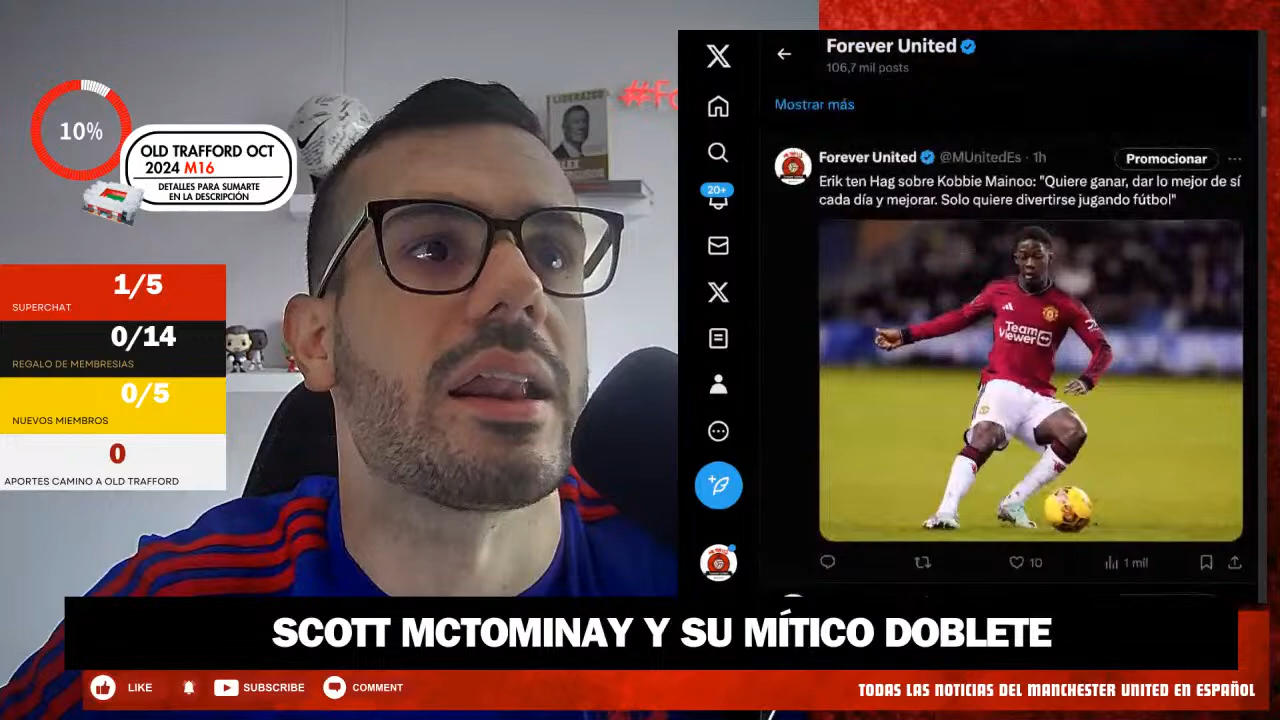 10%
OLD TRAFFORD OCT
2024 M16
DETALLES PARA SUMARTE
EN LA DESCRIPCIÓN
1/5
SUPERCHAT
0/14
REGALO DE MEMBRESIAS
0/5
NUEVOS MIEMBROS
0
APORTES CAMINO A OLD TRAFFORD
LIDERAZGO
#Fo
Forever United
106,7 mil posts
Mostrar más
20+
Forever United @MUnitedEs · 1h
Promocionar
Erik ten Hag sobre Kobbie Mainoo: "Quiere ganar, dar lo mejor de sí
cada día y mejorar. Solo quiere divertirse jugando fútbol"
Team
Viewer
10
1 mil
SCOTT MCTOMINAY Y SU MÍTICO DOBLETE
LIKE
SUBSCRIBE
COMMENT
TODAS LAS NOTICIAS DEL MANCHESTER UNITED EN ESPAÑOL